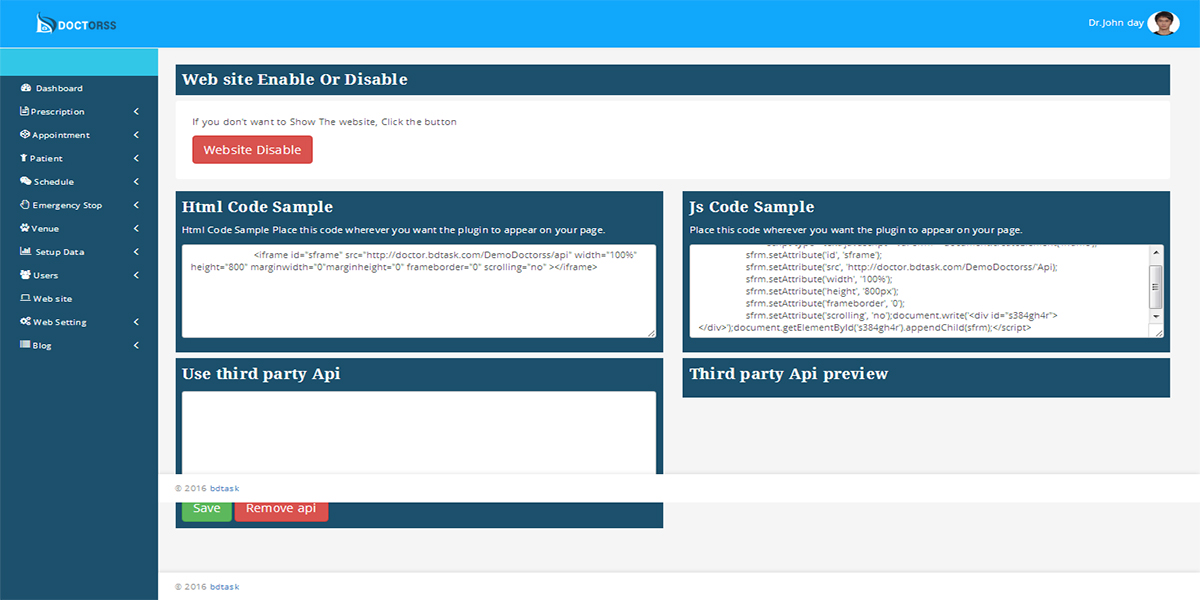 DOCTORSS
Dr.John day
Dashboard
Prescription
Appointment
Patient
Schedule
Emergency Stop
Venue
Setup Data
Users
Web site
Web Setting
Blog
Web site Enable Or Disable
If you don't want to Show The website, Click the button
Website Disable
Html Code Sample
Html Code Sample Place this code wherever you want the plugin to appear on your page.
<iframe id="sframe" src="http://doctor.bdtask.com/DemoDoctorss/api" width="100%"
height="800" marginwidth="0"marginheight="0" frameborder="0" scrolling="no" ></iframe>
Js Code Sample
Place this code wherever you want the plugin to appear on your page.
sfrm.setAttribute('id', 'sframe');
sfrm.setAttribute('src', 'http://doctor.bdtask.com/DemoDoctorss/'Api);
sfrm.setAttribute('width', '100%');
sfrm.setAttribute('height', '800px');
sfrm.setAttribute('frameborder', '0');
sfrm.setAttribute('scrolling', 'no');document.write('<div id="s384gh4r">
</div>');document.getElementById('s384gh4r').appendChild(sfrm);</script>
Use third party Api
Third party Api preview
© 2016 bdtask
Save
Remove api
© 2016 bdtask